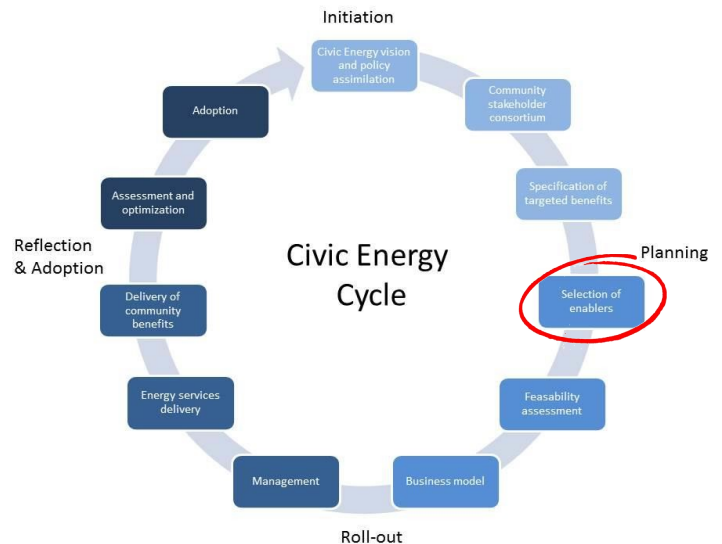 Initiation
Civic Energy vision
and policy
assimilation
Community
stakeholder
consortium
Specification of
targeted benefits
Planning
Selection of
enablers
Feasability
assessment
Business model
Roll-out
Management
Energy services
delivery
Delivery of
community
benefits
Reflection
& Adoption
Assessment and
optimization
Adoption
Civic Energy
Cycle